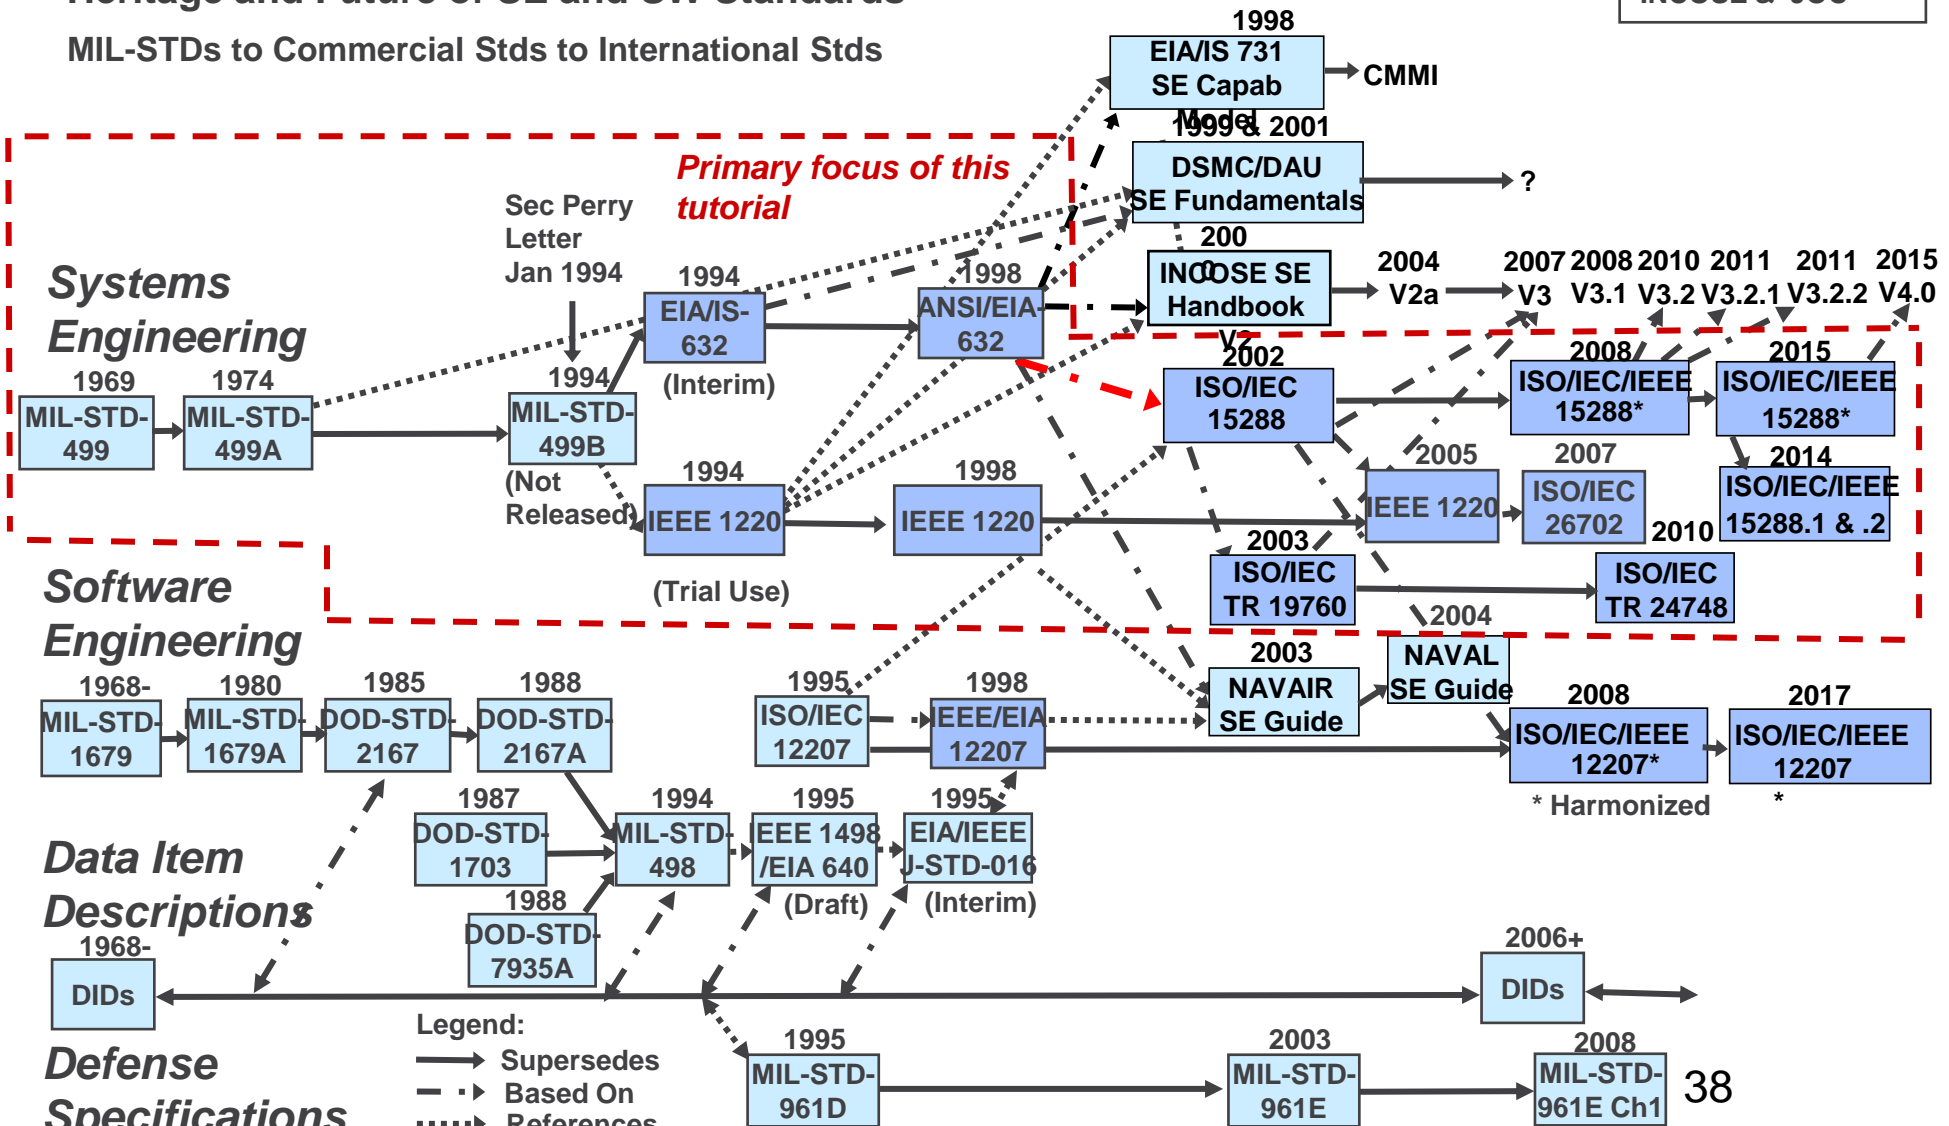 Heritage and Future of SE and SW Standards
MIL-STDs to Commercial Stds to International Stds
INCOSE &
1998
EIA/IS 731
SE Capab
Model
CMMI
1999 & 2001
DSMC/DAU
SE Fundamentals
?
Primary focus of this
tutorial
Sec Perry
Letter
Jan 1994
Systems
Engineering
1994
EIA/IS-
632
(Interim)
1998
ANSI/EIA-
632
200
0
INCOSE SE
Handbook
V2
2004
V2a
2007
V3
2008
V3.1
2010
V3.2
2011
V3.2.1
2011
V3.2.2
2015
V4.0
1969
MIL-STD-
499
1974
MIL-STD-
499A
1994
MIL-STD-
499B
(Not
Released)
2002
ISO/IEC
15288
2008
ISO/IEC/IEEE
15288*
2015
ISO/IEC/IEEE
15288*
1994
IEEE 1220
(Trial Use)
1998
IEEE 1220
2005
IEEE 1220
2007
ISO/IEC
26702
2014
ISO/IEC/IEEE
15288.1 & .2
2003
ISO/IEC
TR 19760
2010
ISO/IEC
TR 24748
Software
Engineering
1968-
MIL-STD-
1679
1980
MIL-STD-
1679A
1985
DOD-STD-
2167
1988
DOD-STD-
2167A
1995
ISO/IEC
12207
1998
IEEE/EIA
12207
2003
NAVAIR
SE Guide
2004
NAVAL
SE Guide
2008
ISO/IEC/IEEE
12207*
* Harmonized
2017
ISO/IEC/IEEE
12207
*
1987
DOD-STD-
1703
1994
MIL-STD-
498
1995
IEEE 1498
/EIA 640
(Draft)
1995
EIA/IEEE
J-STD-016
(Interim)
1988
DOD-STD-
7935A
Data Item
Descriptions
1968-
DIDs
2006+
DIDs
Legend:
Supersedes
Based On
References
Defense
Specifications
1995
MIL-STD-
961D
2003
MIL-STD-
961E
2008
MIL-STD-
961E Ch1
38